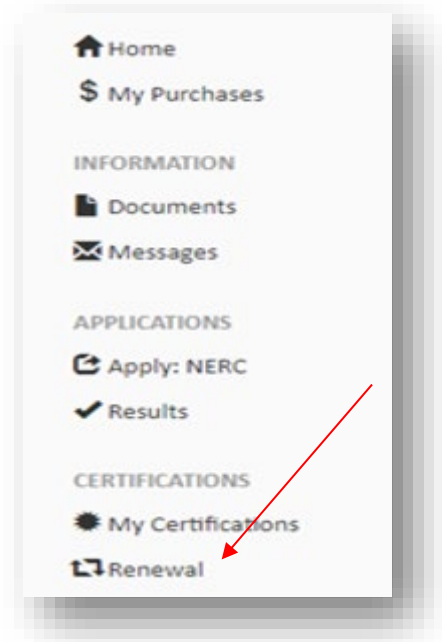 Home
$ My Purchases
INFORMATION
Documents
Messages
APPLICATIONS
Apply: NERC
Results
CERTIFICATIONS
My Certifications
Renewal